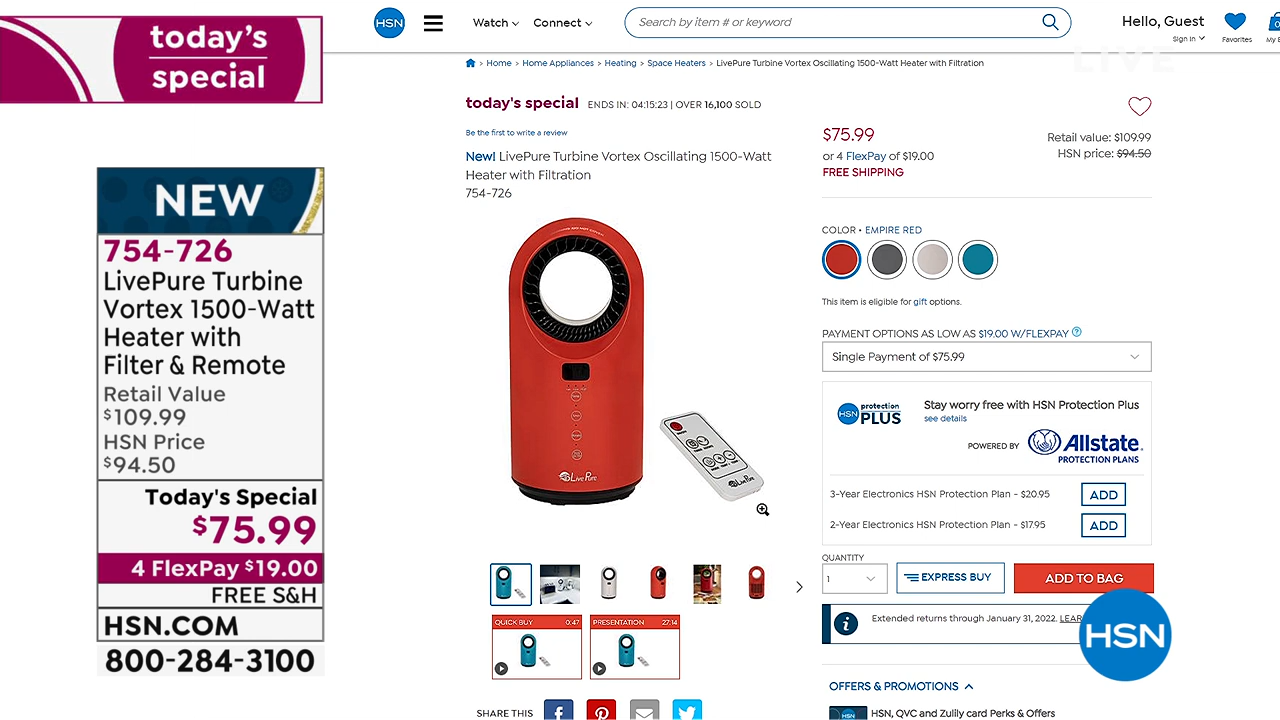 today's
special
NEW
754-726
LivePure Turbine
Vortex 1500-Watt
Heater with
Filter & Remote
Retail Value
$109.99
HSN Price
$94.50
Today's Special
$75.99
4 FlexPay $19.00
FREE S&H
HSN.COM
800-284-3100
HSN
Watch
Connect
Search by item # or keyword
Hello, Guest
Sign In
Favorites
0
My B
LIVE
> Home > Home Appliances > Heating > Space Heaters > LivePure Turbine Vortex Oscillating 1500-Watt Heater with Filtration
today's special ENDS IN: 04:15:23 | OVER 16,100 SOLD
Be the first to write a review
New! LivePure Turbine Vortex Oscillating 1500-Watt
Heater with Filtration
754-726
Live Pure
Live Pure
QUICK BUY 0:47
PRESENTATION 27:14
SHARE THIS
$75.99
or 4 FlexPay of $19.00
FREE SHIPPING
Retail value: $109.99
HSN price: $94.50
COLOR • EMPIRE RED
This item is eligible for gift options.
PAYMENT OPTIONS AS LOW AS $19.00 W/FLEXPAY ?
Single Payment of $75.99
HSN protection PLUS
Stay worry free with HSN Protection Plus
see details
POWERED BY Allstate.
PROTECTION PLANS
3-Year Electronics HSN Protection Plan - $20.95 ADD
2-Year Electronics HSN Protection Plan - $17.95 ADD
QUANTITY
1
EXPRESS BUY
ADD TO BAG
i Extended returns through January 31, 2022. LEAR
HSN
OFFERS & PROMOTIONS
HSN HSN, QVC and Zulily card Perks & Offers